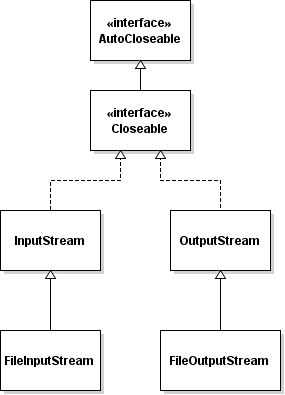 «interface»
AutoCloseable
«interface»
Closeable
InputStream
OutputStream
FileInputStream
FileOutputStream